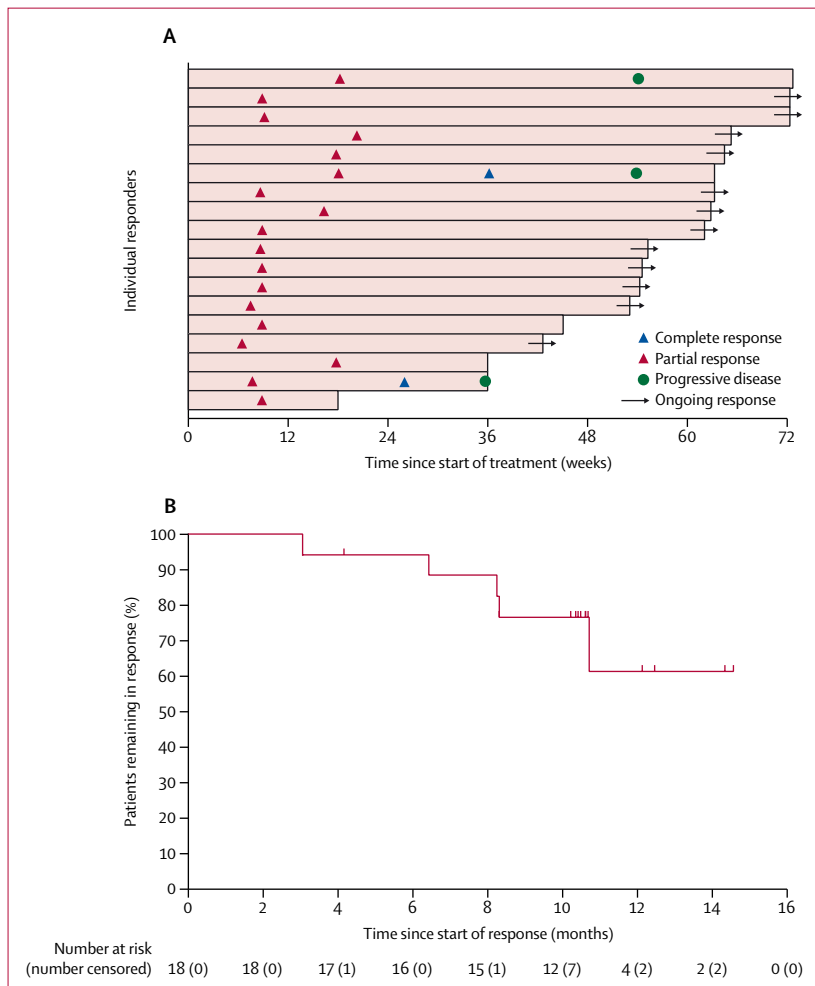 A
Individual responders
Complete response
Partial response
Progressive disease
Ongoing response
0 12 24 36 48 60 72
Time since start of treatment (weeks)
B
100
90
80
70
60
50
40
30
20
10
0
Patients remaining in response (%)
0 2 4 6 8 10 12 14 16
Time since start of response (months)
Number at risk
(number censored) 18 (0) 18 (0) 17 (1) 16 (0) 15 (1) 12 (7) 4 (2) 2 (2) 0 (0)